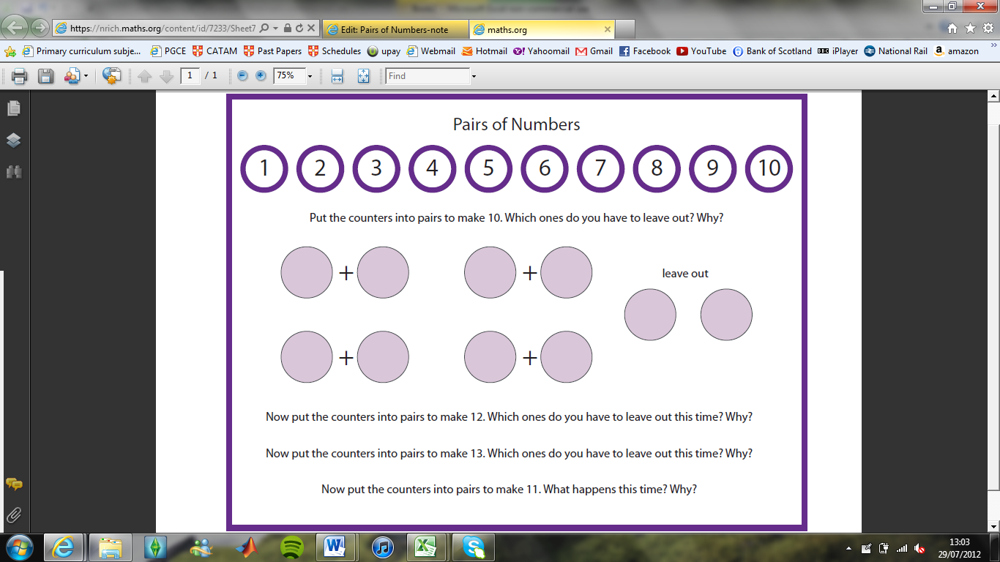 https://nrich.maths.org/content/id/7233/Sheet7
Edit: Pairs of Numbers-note
maths.org
Primary curriculum subje...
PGCE
CATAM
Past Papers
Schedules
upay
Webmail
Hotmail
Yahoomail
Gmail
Facebook
YouTube
Bank of Scotland
iPlayer
National Rail
amazon
1 / 1
75%
Find
Pairs of Numbers
1 2 3 4 5 6 7 8 9 10
Put the counters into pairs to make 10. Which ones do you have to leave out? Why?
+ +
leave out
+ +
Now put the counters into pairs to make 12. Which ones do you have to leave out this time? Why?
Now put the counters into pairs to make 13. Which ones do you have to leave out this time? Why?
Now put the counters into pairs to make 11. What happens this time? Why?
13:03
29/07/2012